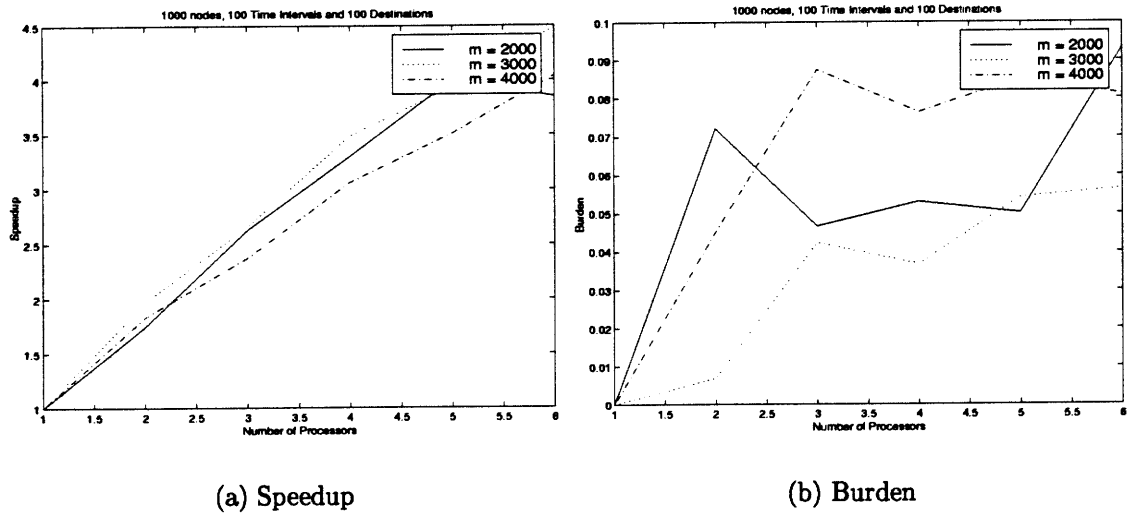 1000 nodes, 100 Time Intervals and 100 Destinations
4.5
4
3.5
3
2.5
2
1.5
1
Speedup
m = 2000
m = 3000
m = 4000
1 1.5 2 2.5 3 3.5 4 4.5 5 5.5 6
Number of Processors
(a) Speedup
1000 nodes, 100 Time Intervals and 100 Destinations
0.1
0.09
0.08
0.07
0.06
0.05
0.04
0.03
0.02
0.01
0
Burden
m = 2000
m = 3000
m = 4000
1 1.5 2 2.5 3 3.5 4 4.5 5 5.5 6
Number of Processors
(b) Burden